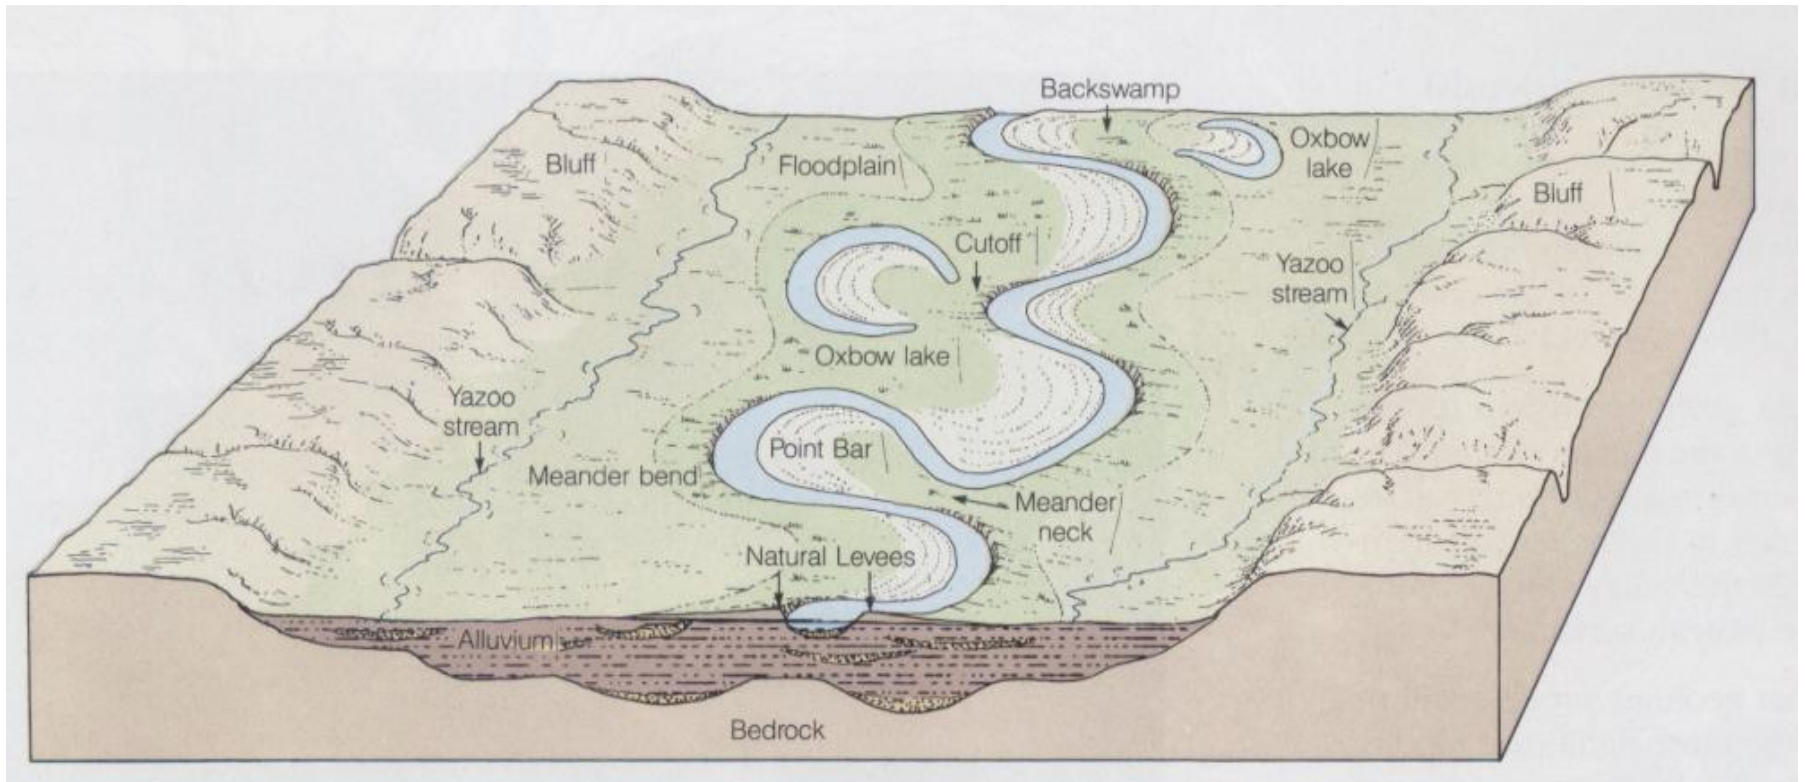 Backswamp
Bluff
Floodplain
Oxbow
lake
Bluff
Cutoff
Yazoo
stream
Oxbow lake
Yazoo
stream
Point Bar
Meander bend
Meander
neck
Natural Levees
Alluvium
Bedrock